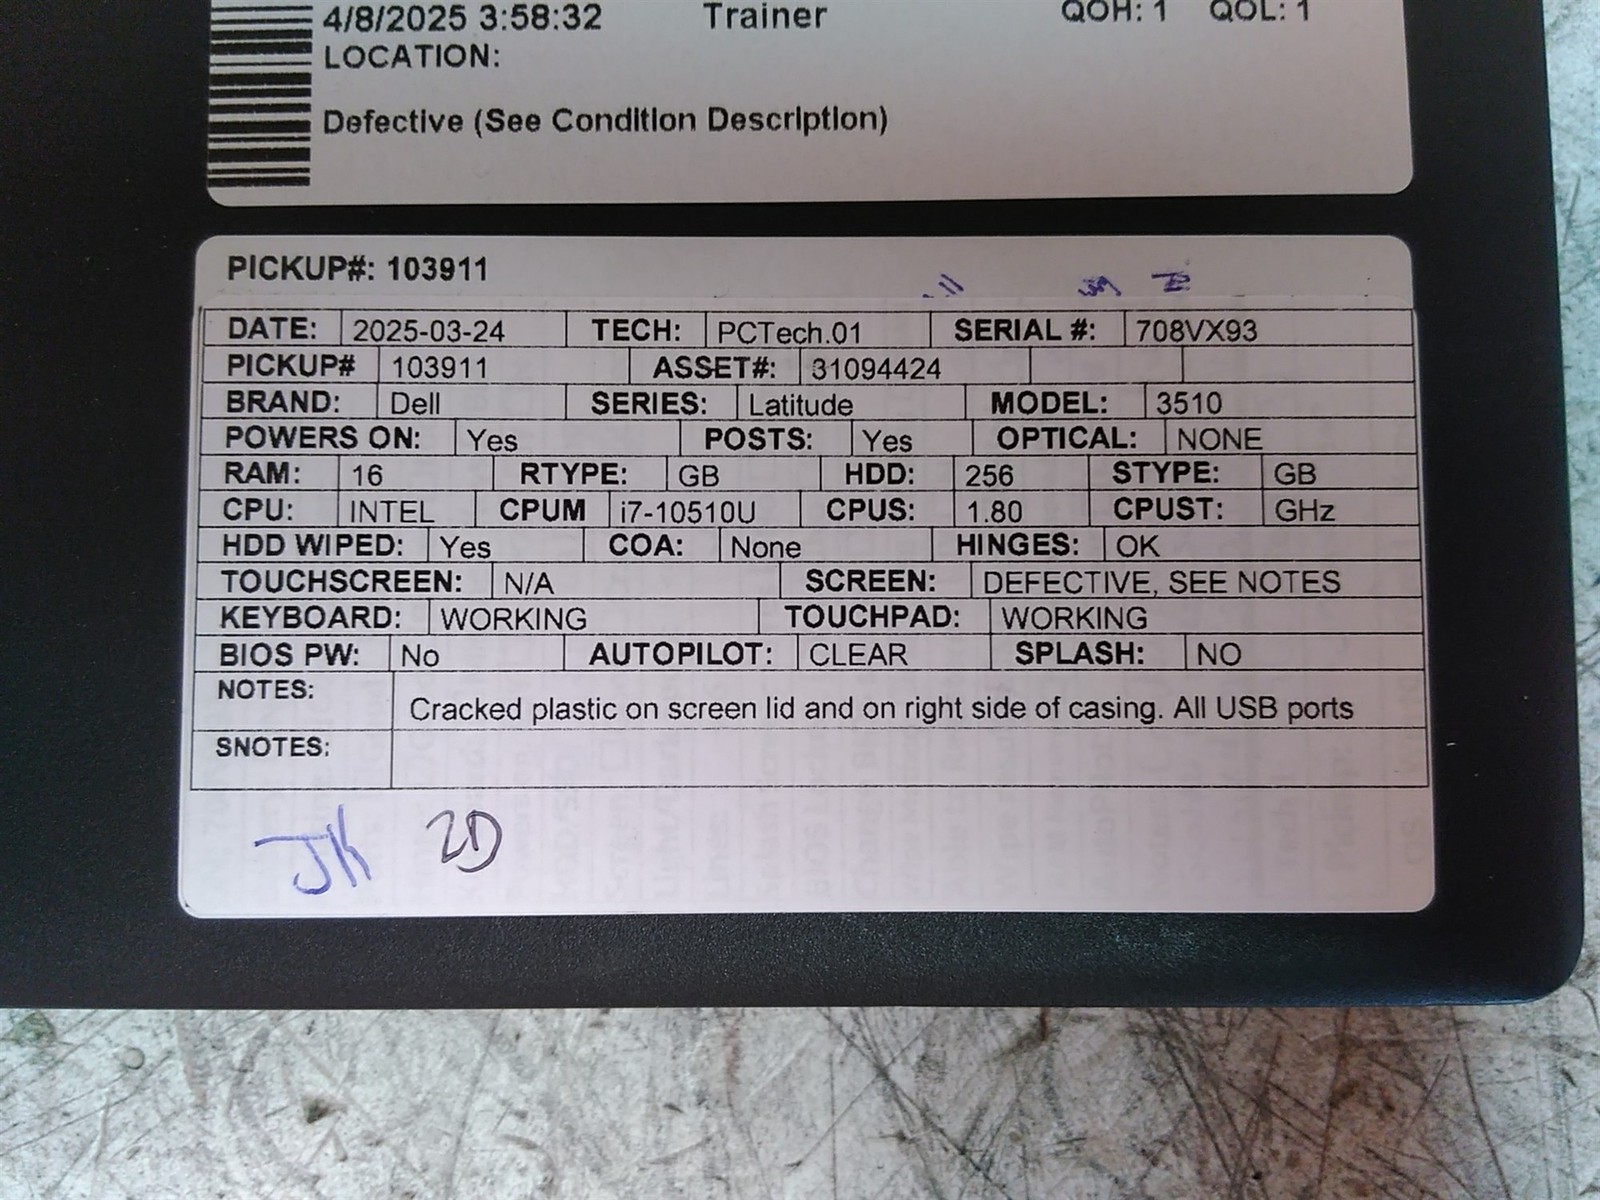 4/8/2025 3:58:32 Trainer QOH: 1 QOL: 1
LOCATION:
Defective (See Condition Description)
PICKUP#: 103911
DATE: 2025-03-24 TECH: PCTech.01 SERIAL #: 708VX93
PICKUP# 103911 ASSET#: 31094424
BRAND: Dell SERIES: Latitude MODEL: 3510
POWERS ON: Yes POSTS: Yes OPTICAL: NONE
RAM: 16 RTYPE: GB HDD: 256 STYPE: GB
CPU: INTEL CPUM i7-10510U CPUS: 1.80 CPUST: GHz
HDD WIPED: Yes COA: None HINGES: OK
TOUCHSCREEN: N/A SCREEN: DEFECTIVE, SEE NOTES
KEYBOARD: WORKING TOUCHPAD: WORKING
BIOS PW: No AUTOPILOT: CLEAR SPLASH: NO
NOTES: Cracked plastic on screen lid and on right side of casing. All USB ports
SNOTES:
JK 2D